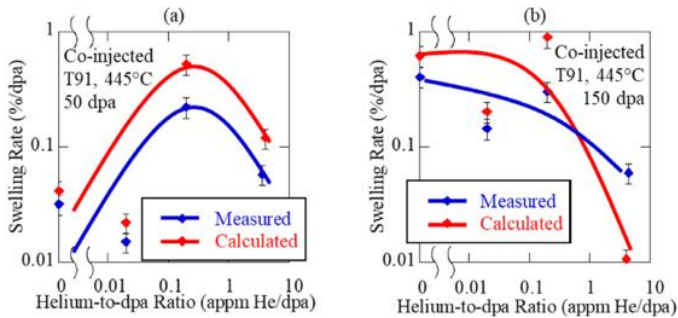 (a)
1
Co-injected
T91, 445°C
50 dpa
0.1
Swelling Rate (%/dpa)
Measured
Calculated
0.01
0 0.01 0.1 1 10
Helium-to-dpa Ratio (appm He/dpa)
(b)
1
Co-injected
T91, 445°C
150 dpa
0.1
Swelling Rate (%/dpa)
Measured
Calculated
0.01
0 0.01 0.1 1 10
Helium-to-dpa Ratio (appm He/dpa)